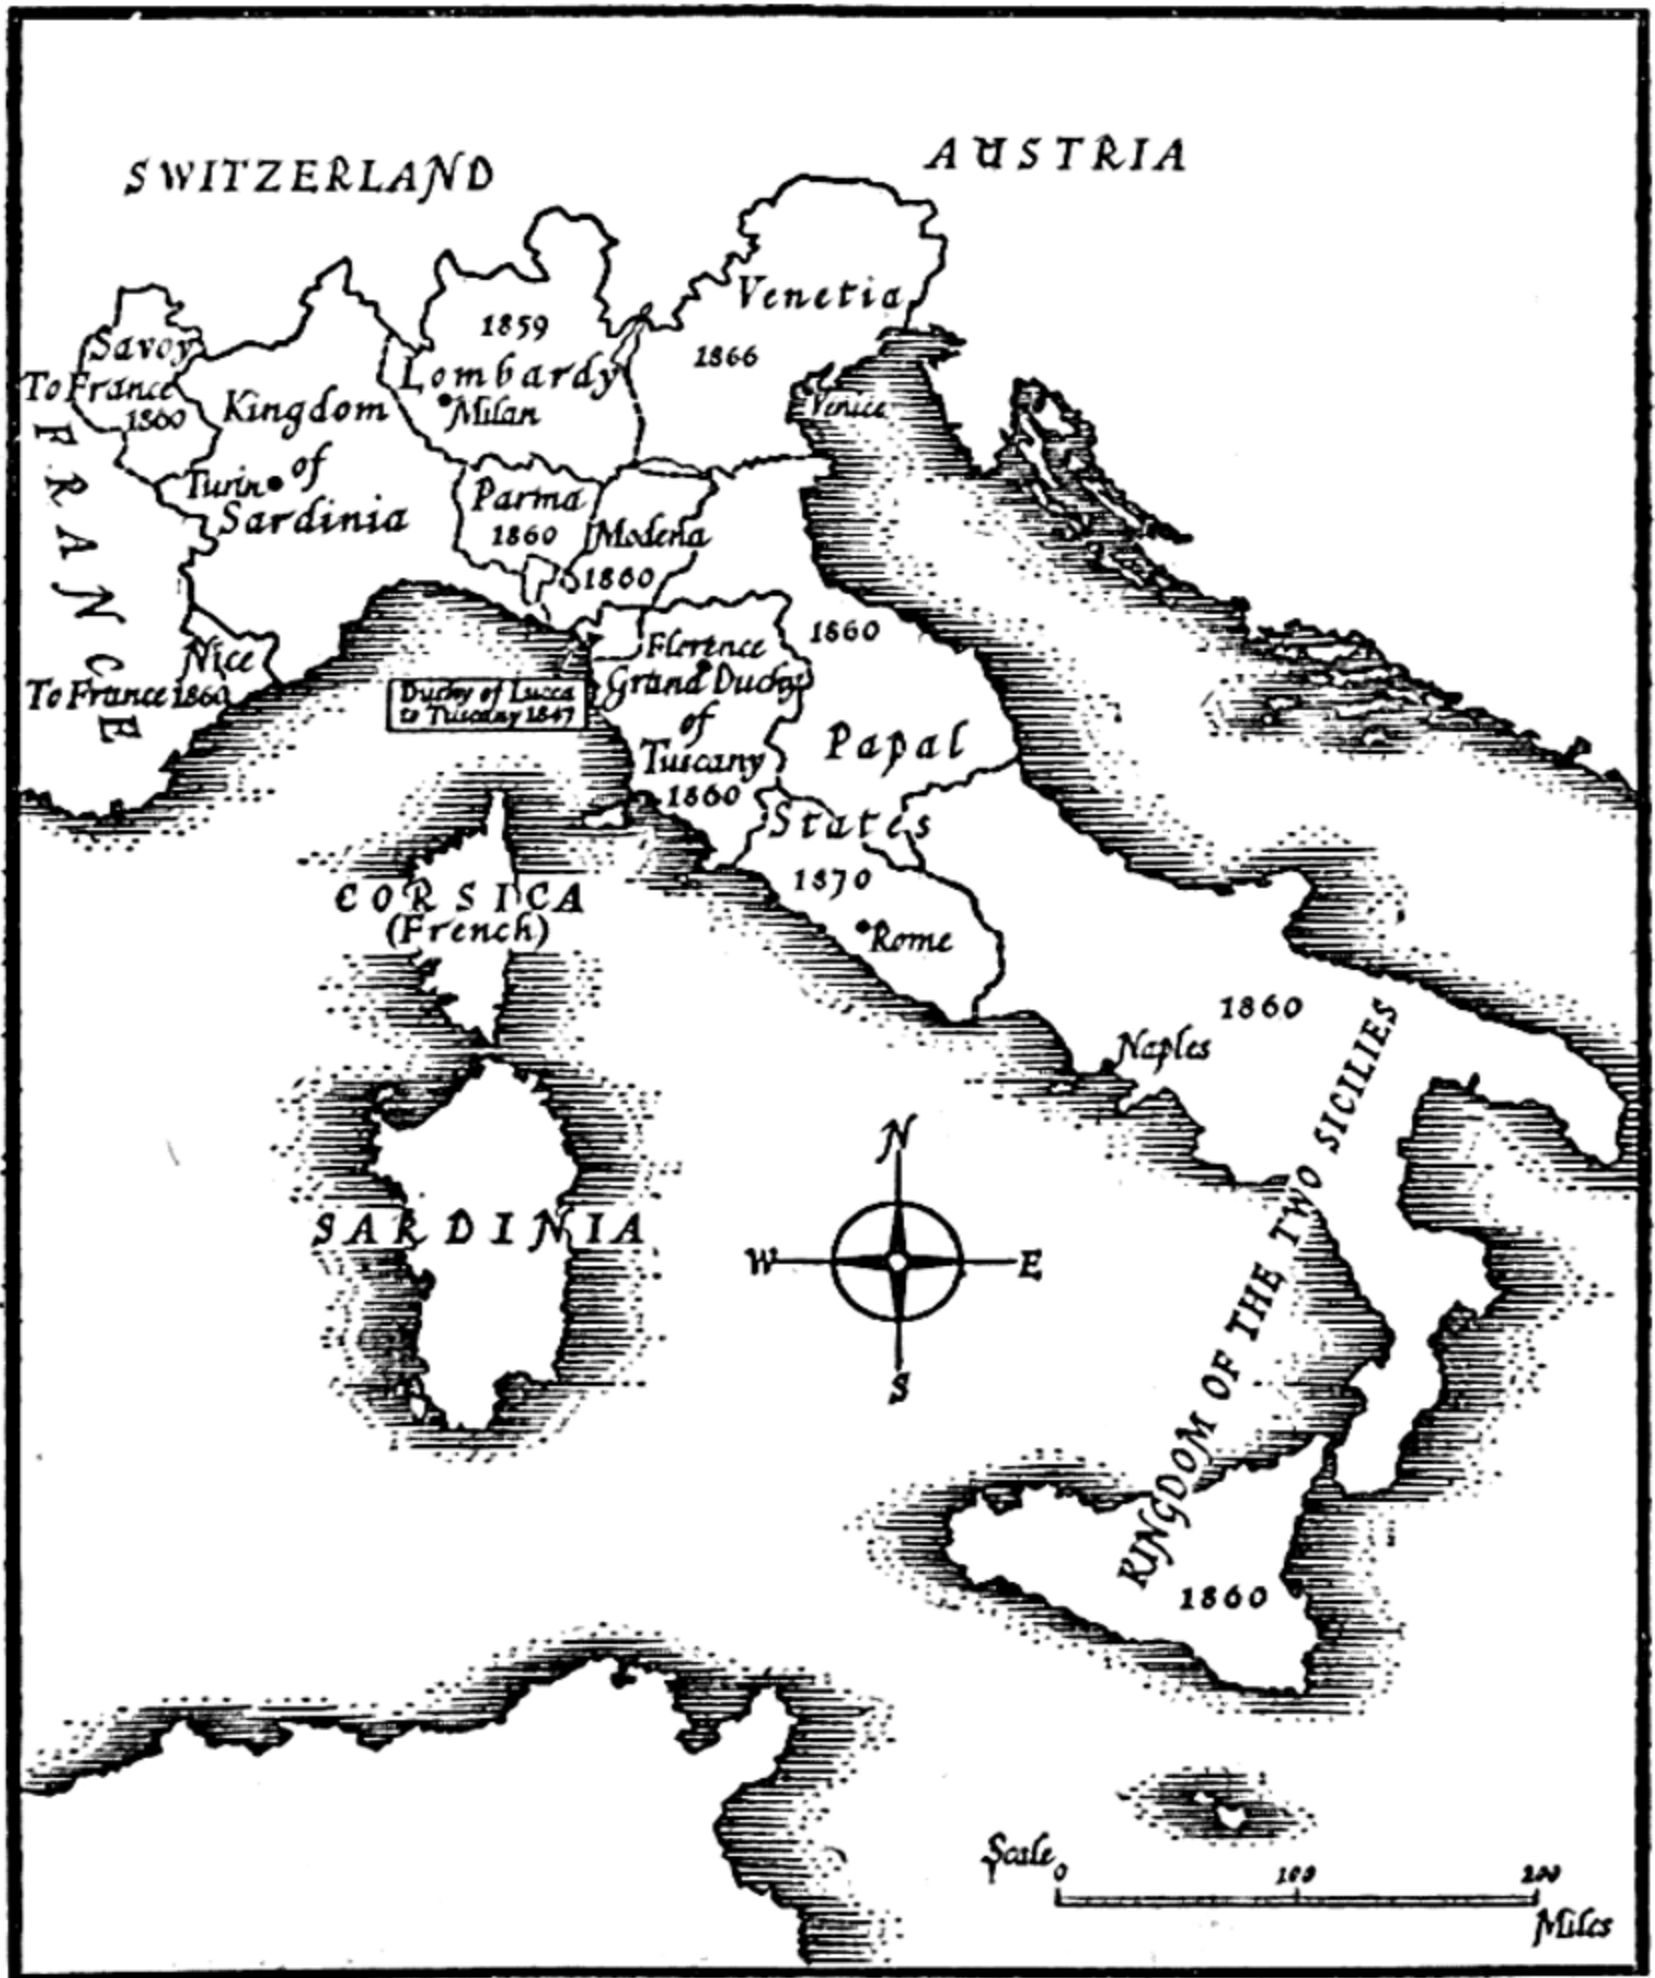 SWITZERLAND
AUSTRIA
Savoy
To France
1860
FRANCE
Kingdom
of
Sardinia
Turin
1859
Lombardy
Milan
Venetia
1866
Venice
Parma
1860
Modena
1860
Nice
To France 1860
Duchy of Lucca
to Tuscany 1847
Florence
Grand Duchy
of
Tuscany
1860
1860
Papal
States
1870
Rome
CORSICA
(French)
SARDINIA
Naples
1860
KINGDOM OF THE TWO SICILIES
1860
N
W
E
S
Scale
0 100 200
Miles